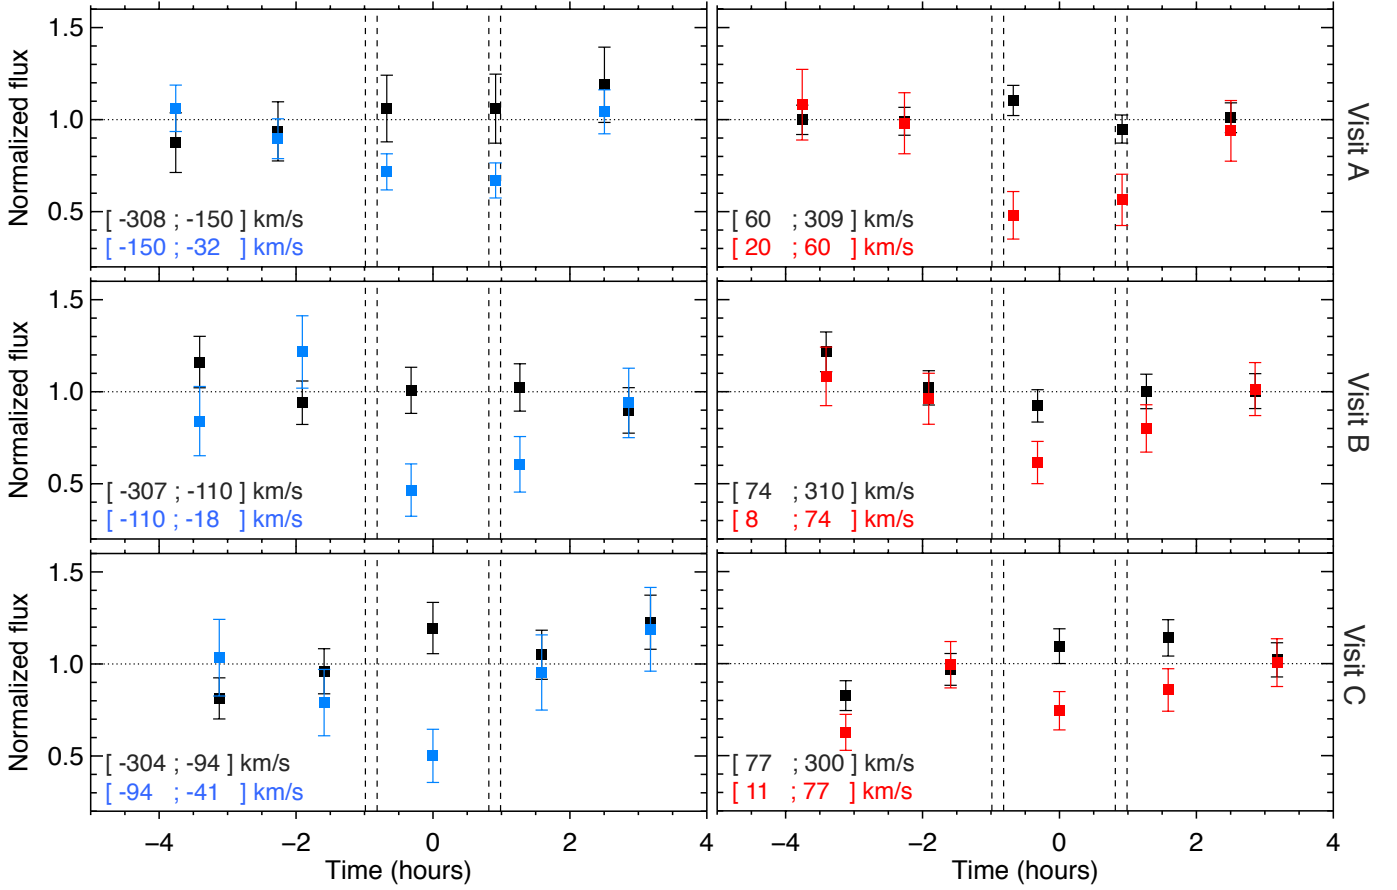 1.5
1.0
0.5
Normalized flux
[ -308 ; -150 ] km/s
[ -150 ; -32 ] km/s
[ 60 ; 309 ] km/s
[ 20 ; 60 ] km/s
Visit A
1.5
1.0
0.5
Normalized flux
[ -307 ; -110 ] km/s
[ -110 ; -18 ] km/s
[ 74 ; 310 ] km/s
[ 8 ; 74 ] km/s
Visit B
1.5
1.0
0.5
Normalized flux
[ -304 ; -94 ] km/s
[ -94 ; -41 ] km/s
[ 77 ; 300 ] km/s
[ 11 ; 77 ] km/s
Visit C
−4 −2 0 2 4
−4 −2 0 2 4
Time (hours)
Time (hours)